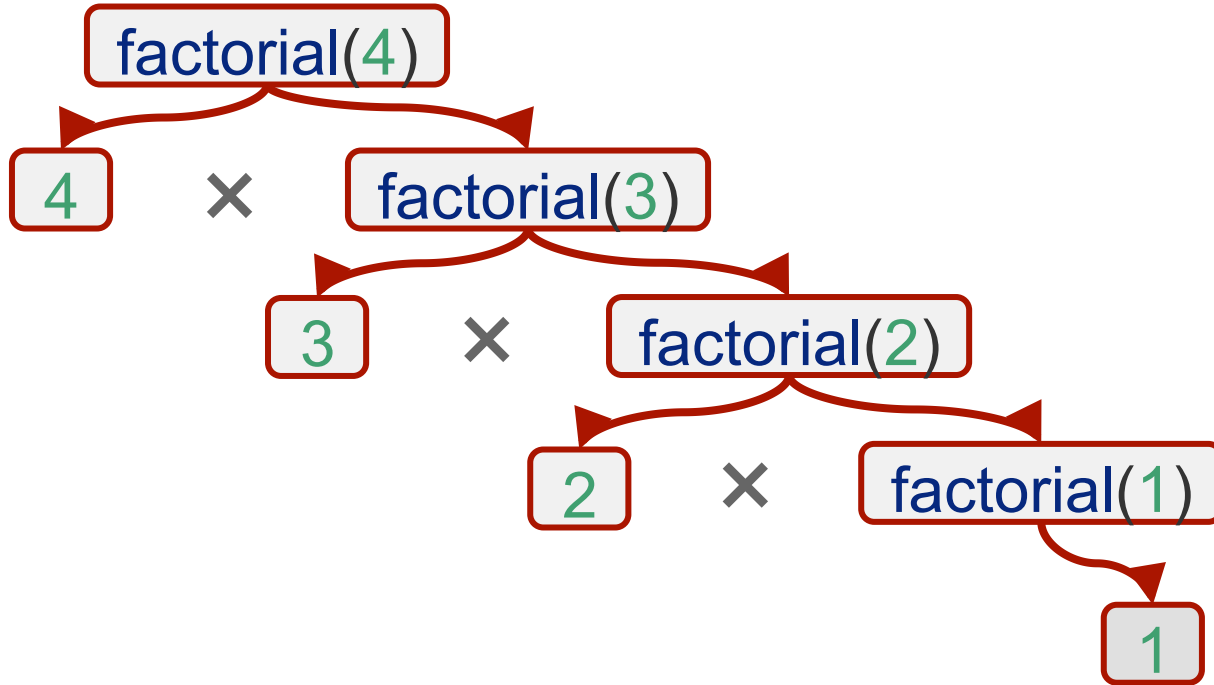 factorial(4)
4 × factorial(3)
3 × factorial(2)
2 × factorial(1)
1